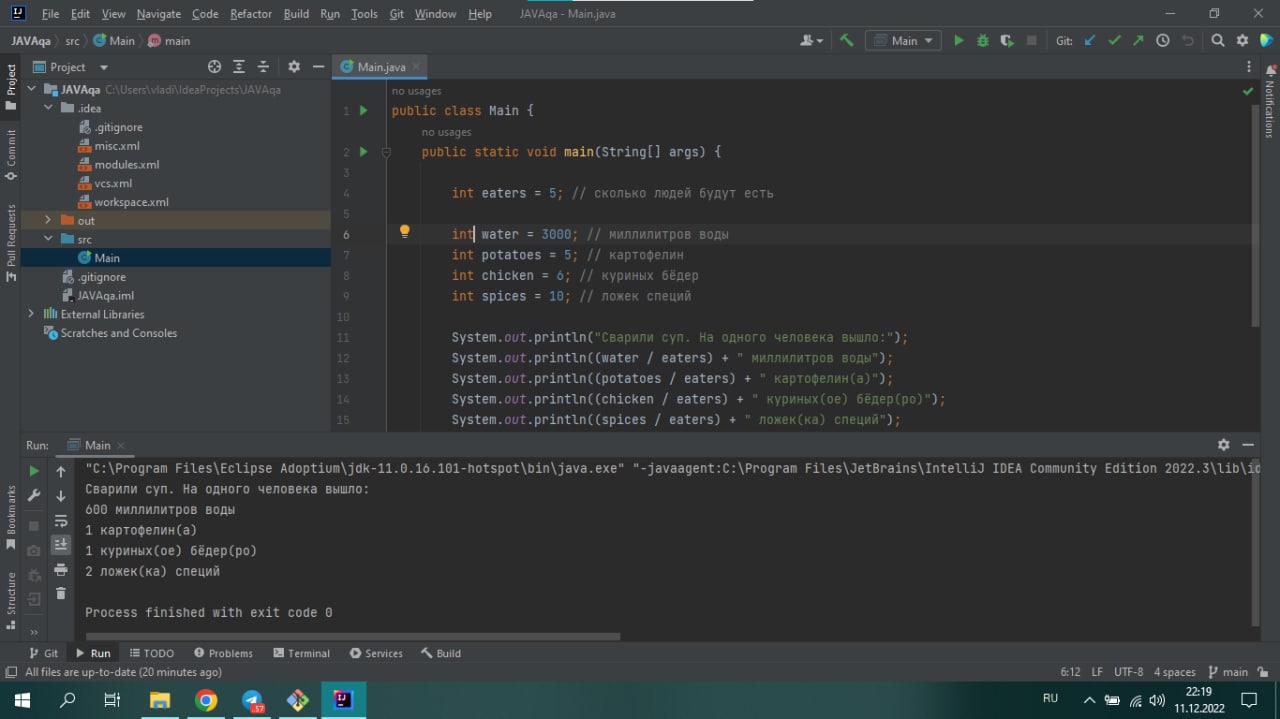 File Edit View Navigate Code Refactor Build Run Tools Git Window Help JAVAqa - Main.java
JAVAqa src Main main Main Git:
Project Main.java
JAVAqa C:\Users\vladi\IdeaProjects\JAVAqa
.idea
.gitignore
misc.xml
modules.xml
vcs.xml
workspace.xml
out
src
Main
.gitignore
JAVAqa.iml
External Libraries
Scratches and Consoles
Project
Commit
Pull Requests
Bookmarks
Structure
Notifications
no usages
1 public class Main {
no usages
2 public static void main(String[] args) {
3
4 int eaters = 5; // сколько людей будут есть
5
6 int water = 3000; // миллилитров воды
7 int potatoes = 5; // картофелин
8 int chicken = 6; // куриных бёдер
9 int spices = 10; // ложек специй
10
11 System.out.println("Сварили суп. На одного человека вышло:");
12 System.out.println((water / eaters) + " миллилитров воды");
13 System.out.println((potatoes / eaters) + " картофелин(а)");
14 System.out.println((chicken / eaters) + " куриных(ое) бёдер(ро)");
15 System.out.println((spices / eaters) + " ложек(ка) специй");
Run: Main
"C:\Program Files\Eclipse Adoptium\jdk-11.0.16.101-hotspot\bin\java.exe" "-javaagent:C:\Program Files\JetBrains\IntelliJ IDEA Community Edition 2022.3\lib\id
Сварили суп. На одного человека вышло:
600 миллилитров воды
1 картофелин(а)
1 куриных(ое) бёдер(ро)
2 ложек(ка) специй
Process finished with exit code 0
Git Run TODO Problems Terminal Services Build
All files are up-to-date (20 minutes ago) 6:12 LF UTF-8 4 spaces main
57 RU 22:19
11.12.2022